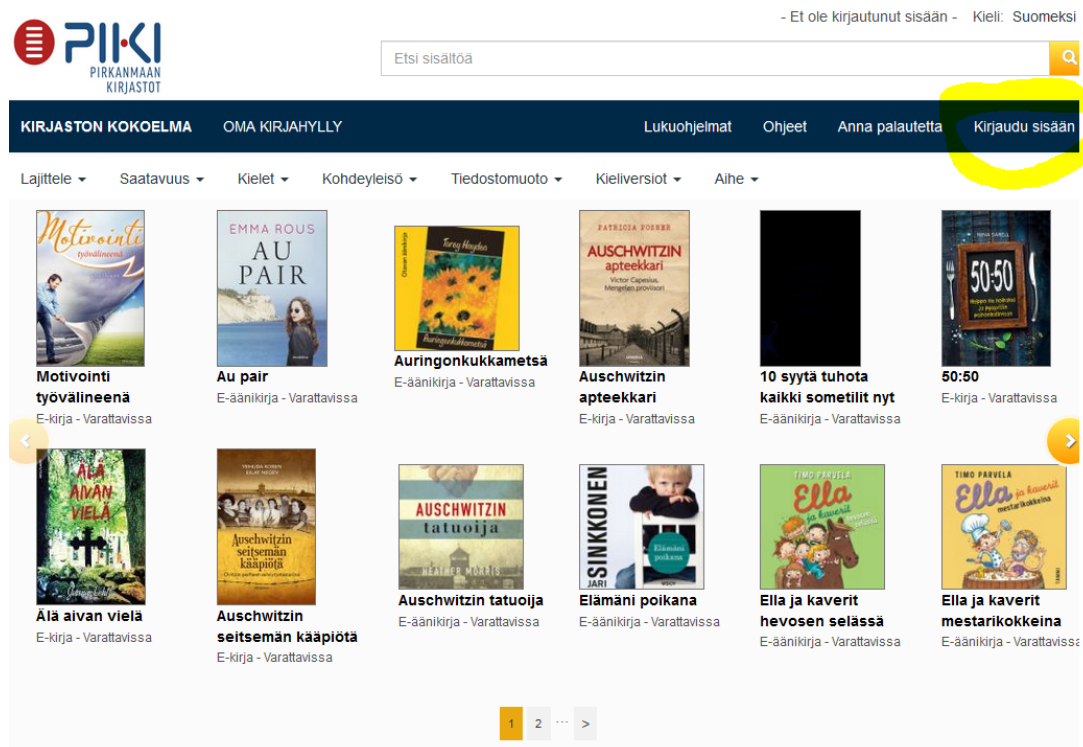 - Et ole kirjautunut sisään - Kieli: Suomeksi
PIKI
PIRKANMAAN
KIRJASTOT
Etsi sisältöä
KIRJASTON KOKOELMA OMA KIRJAHYLLY Lukuohjelmat Ohjeet Anna palautetta Kirjaudu sisään
Lajittele Saatavuus Kielet Kohdeyleisö Tiedostomuoto Kieliversiot Aihe
Motivointi
työvälineenä
EMMA ROUS
AU
PAIR
Torey Hayden
Auringonkukkametsä
PATRICIA POSNER
AUSCHWITZIN
apteekkari
Victor Capesius,
Mengelen proviisori
50:50
Motivointi
työvälineenä
E-kirja - Varattavissa
Au pair
E-äänikirja - Varattavissa
Auringonkukkametsä
E-äänikirja - Varattavissa
Auschwitzin
apteekkari
E-kirja - Varattavissa
10 syytä tuhota
kaikki sometilit nyt
E-äänikirja - Varattavissa
50:50
E-kirja - Varattavissa
ÄLÄ
AIVAN
VIELÄ
Auschwitzin
seitsemän
kääpiötä
AUSCHWITZIN
tatuoija
HEATHER MORRIS
JARI SINKKONEN
Elämäni
poikana
TIMO PARVELA
Ella
ja kaverit
hevosen selässä
TIMO PARVELA
Ella ja kaverit
mestarikokkeina
Älä aivan vielä
E-kirja - Varattavissa
Auschwitzin
seitsemän kääpiötä
E-kirja - Varattavissa
Auschwitzin tatuoija
E-äänikirja - Varattavissa
Elämäni poikana
E-äänikirja - Varattavissa
Ella ja kaverit
hevosen selässä
E-äänikirja - Varattavissa
Ella ja kaverit
mestarikokkeina
E-äänikirja - Varattavissa
1 2 ... >